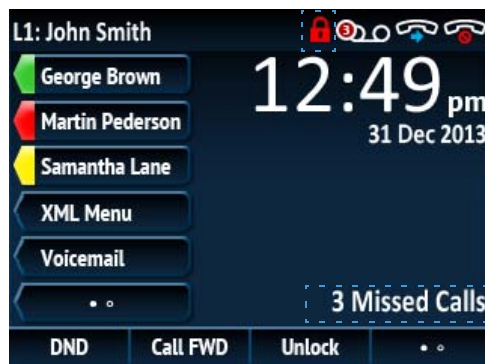 L1: John Smith
3
12:49 pm
31 Dec 2013
George Brown
Martin Pederson
Samantha Lane
XML Menu
Voicemail
3 Missed Calls
DND Call FWD Unlock